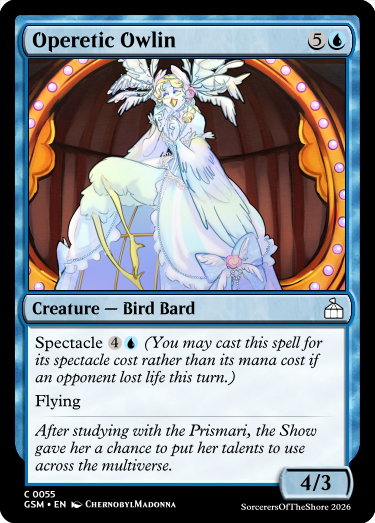 Operetic Owlin 5
Creature — Bird Bard
Spectacle 4 (You may cast this spell for
its spectacle cost rather than its mana cost if
an opponent lost life this turn.)
Flying
After studying with the Prismari, the Show
gave her a chance to put her talents to use
across the multiverse.
4/3
C 0055
GSM • EN ChernobylMadonna
SorcerersOfTheShore 2026